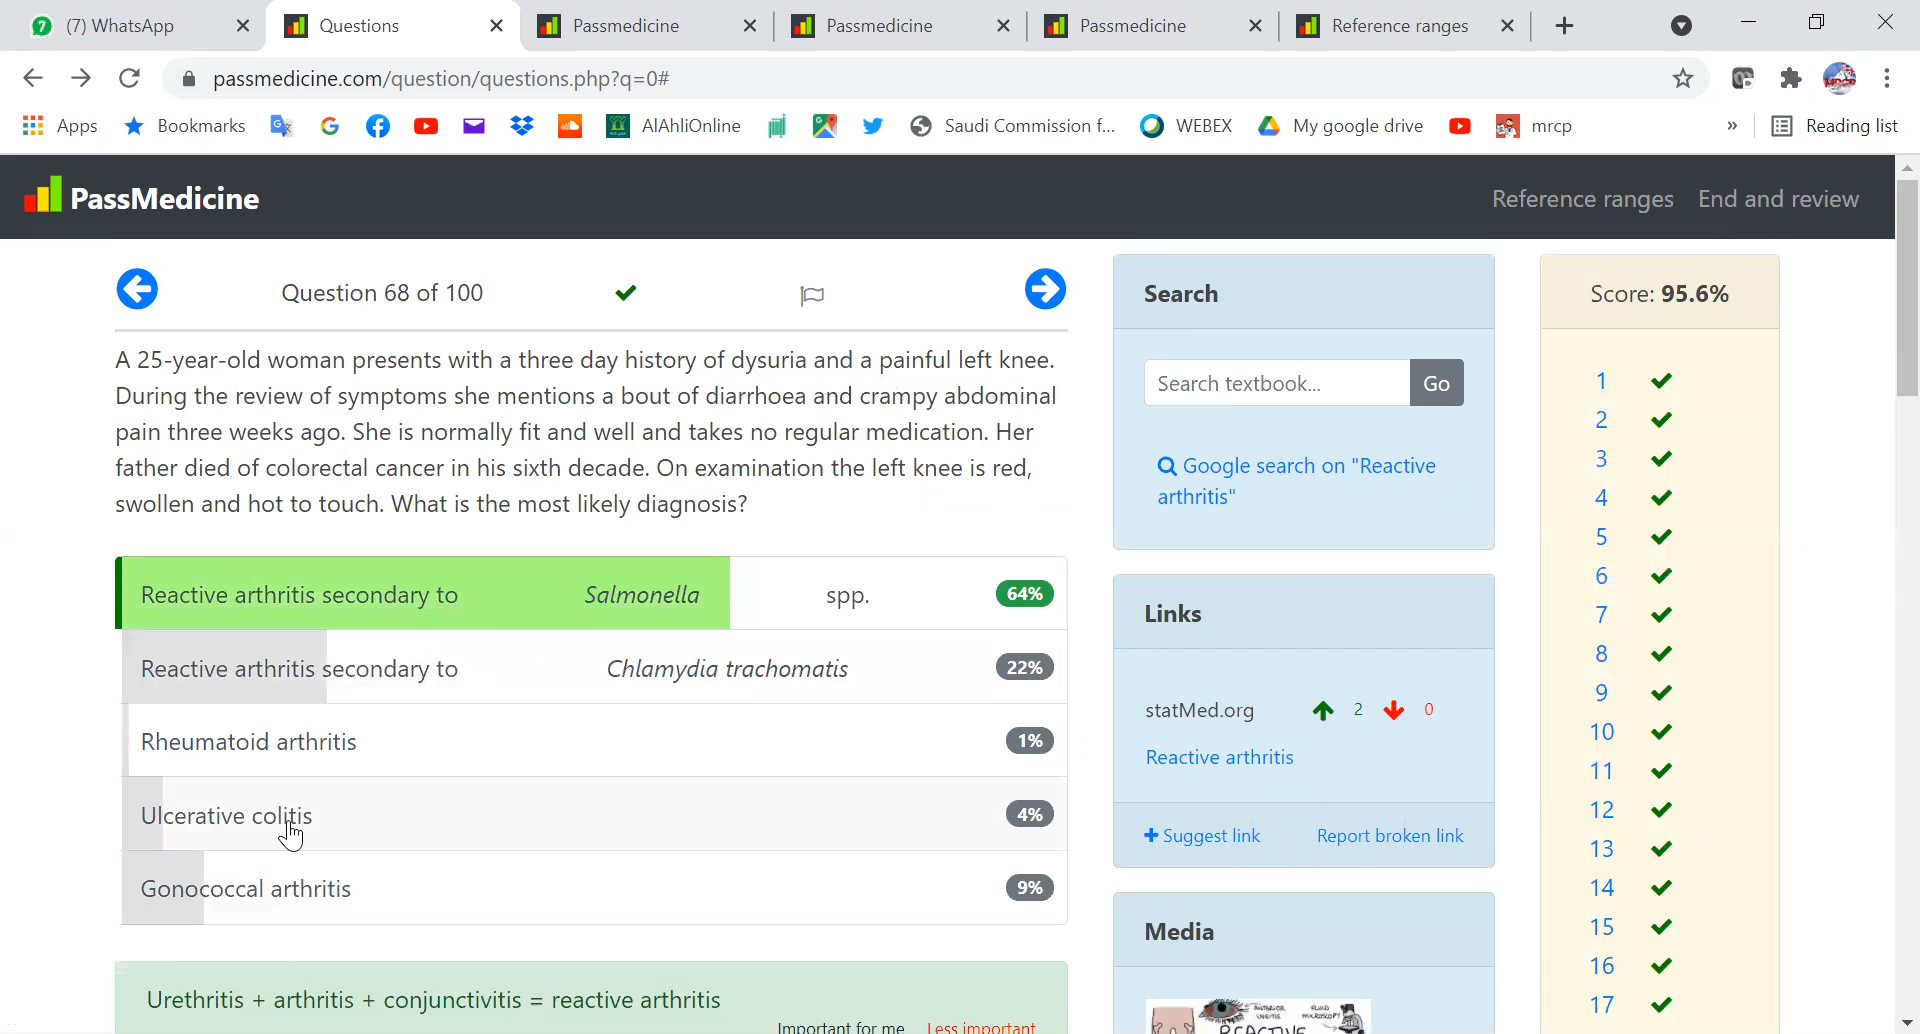 (7) WhatsApp
Questions
Passmedicine
Passmedicine
Passmedicine
Reference ranges
passmedicine.com/question/questions.php?q=0#
Apps
Bookmarks
AlAhliOnline
Saudi Commission f...
WEBEX
My google drive
mrcp
»
Reading list
PassMedicine
Reference ranges
End and review
Question 68 of 100
A 25-year-old woman presents with a three day history of dysuria and a painful left knee.
During the review of symptoms she mentions a bout of diarrhoea and crampy abdominal
pain three weeks ago. She is normally fit and well and takes no regular medication. Her
father died of colorectal cancer in his sixth decade. On examination the left knee is red,
swollen and hot to touch. What is the most likely diagnosis?
Reactive arthritis secondary to Salmonella spp. 64%
Reactive arthritis secondary to Chlamydia trachomatis 22%
Rheumatoid arthritis 1%
Ulcerative colitis 4%
Gonococcal arthritis 9%
Urethritis + arthritis + conjunctivitis = reactive arthritis
Important for me Less important
Search
Search textbook...
Go
Google search on "Reactive
arthritis"
Links
statMed.org 2 0
Reactive arthritis
Suggest link
Report broken link
Media
ANTERIOR
UVEITIS
FLUID
MICROSCOPY
REACTIVE
Score: 95.6%
1
2
3
4
5
6
7
8
9
10
11
12
13
14
15
16
17